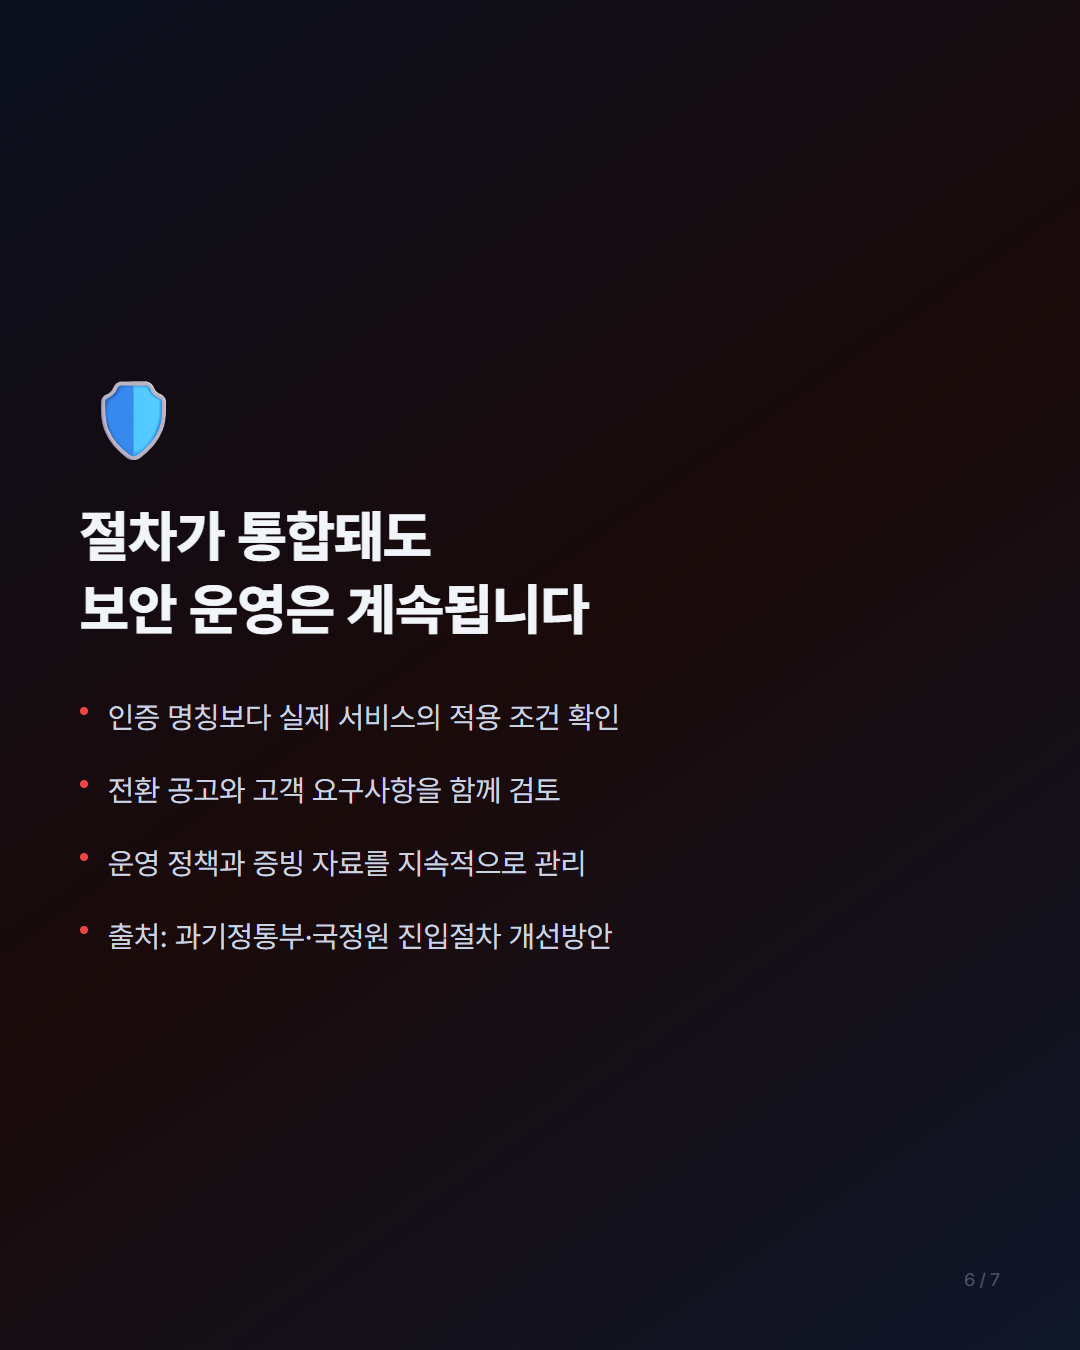 절차가 통합돼도
보안 운영은 계속됩니다
• 인증 명칭보다 실제 서비스의 적용 조건 확인
• 전환 공고와 고객 요구사항을 함께 검토
• 운영 정책과 증빙 자료를 지속적으로 관리
• 출처: 과기정통부·국정원 진입절차 개선방안
6 / 7